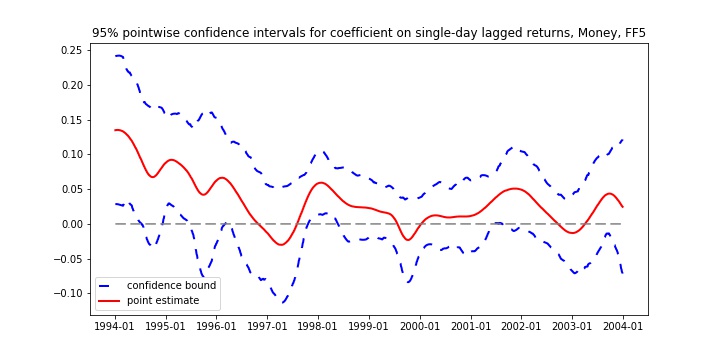 95% pointwise confidence intervals for coefficient on single-day lagged returns, Money, FF5
0.25
0.20
0.15
0.10
0.05
0.00
−0.05
−0.10
confidence bound
point estimate
1994-01 1995-01 1996-01 1997-01 1998-01 1999-01 2000-01 2001-01 2002-01 2003-01 2004-01